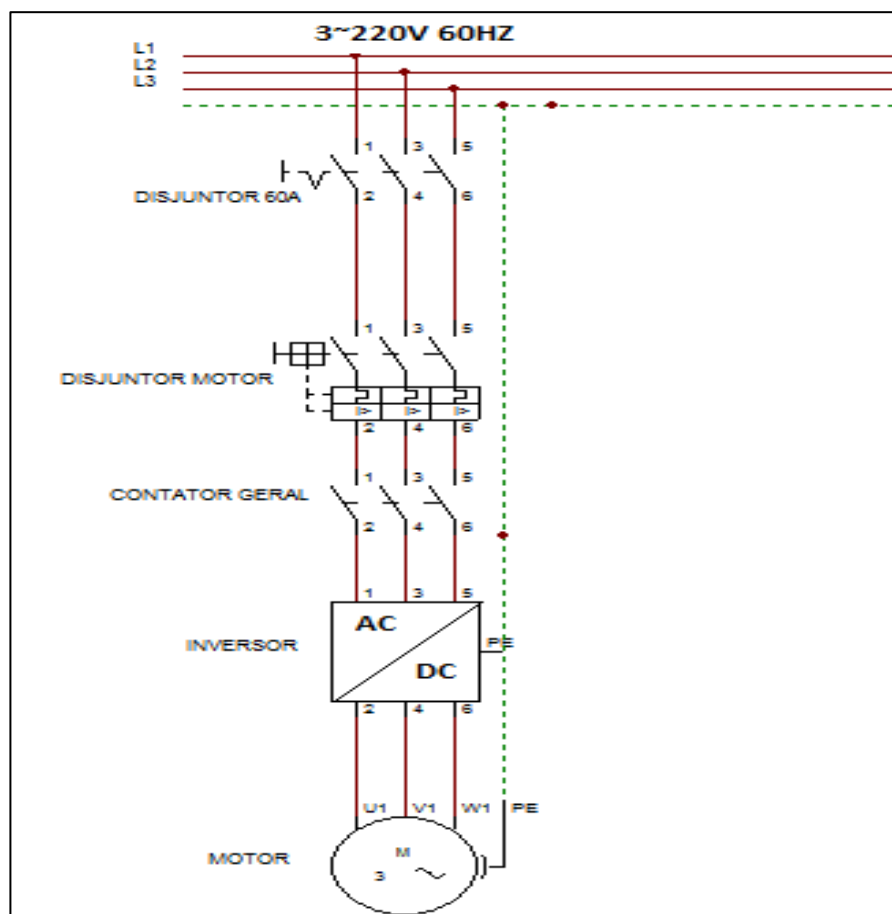 3~220V 60HZ
L1
L2
L3
1 3 5
DISJUNTOR 60A
2 4 6
1 3 5
DISJUNTOR MOTOR
I> I> I>
2 4 6
1 3 5
CONTATOR GERAL
2 4 6
1 3 5
AC
INVERSOR
PE
DC
2 4 6
U1 V1 W1 PE
MOTOR
M
3 ~